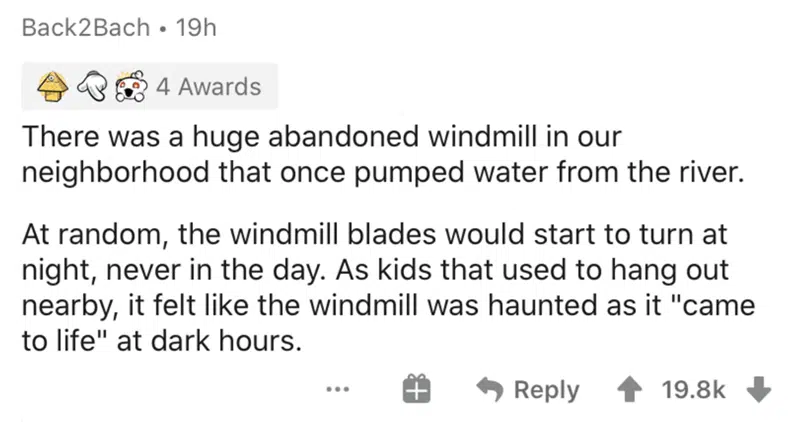 Back2Bach • 19h
4 Awards
There was a huge abandoned windmill in our
neighborhood that once pumped water from the river.
At random, the windmill blades would start to turn at
night, never in the day. As kids that used to hang out
nearby, it felt like the windmill was haunted as it "came
to life" at dark hours.
... Reply 19.8k